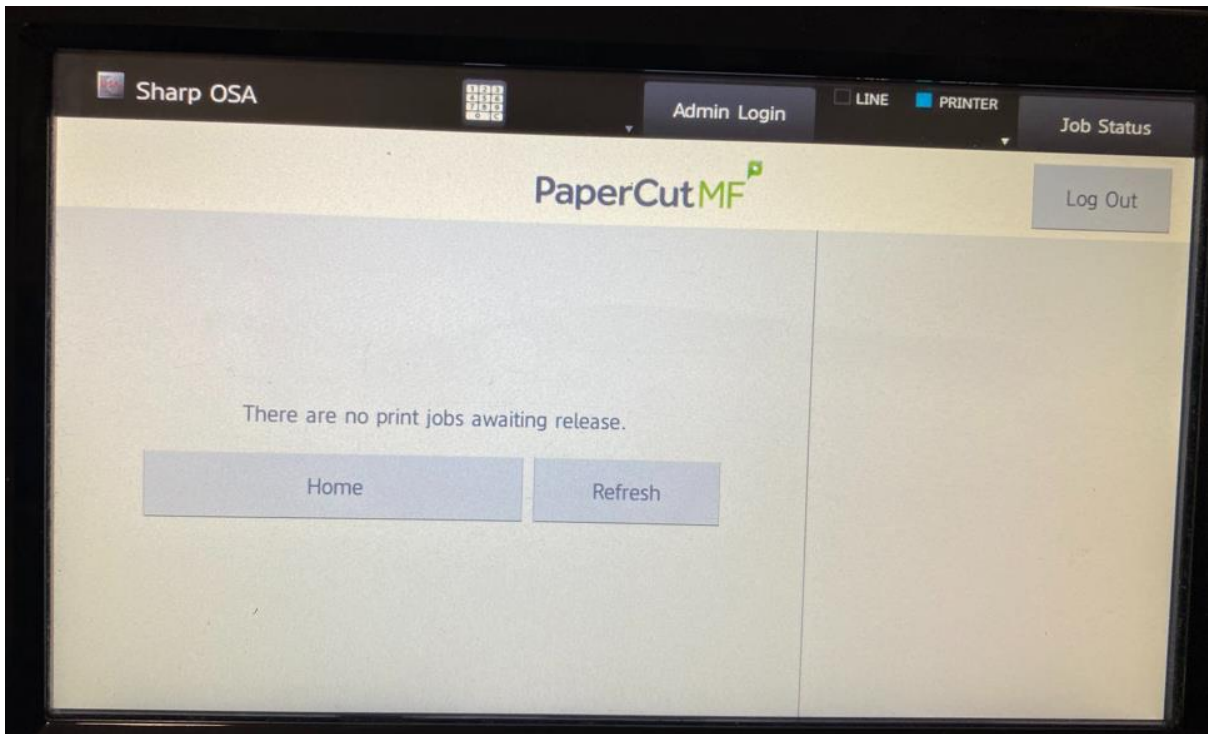 Sharp OSA
Admin Login
LINE
PRINTER
Job Status
PaperCutMF
Log Out
There are no print jobs awaiting release.
Home
Refresh